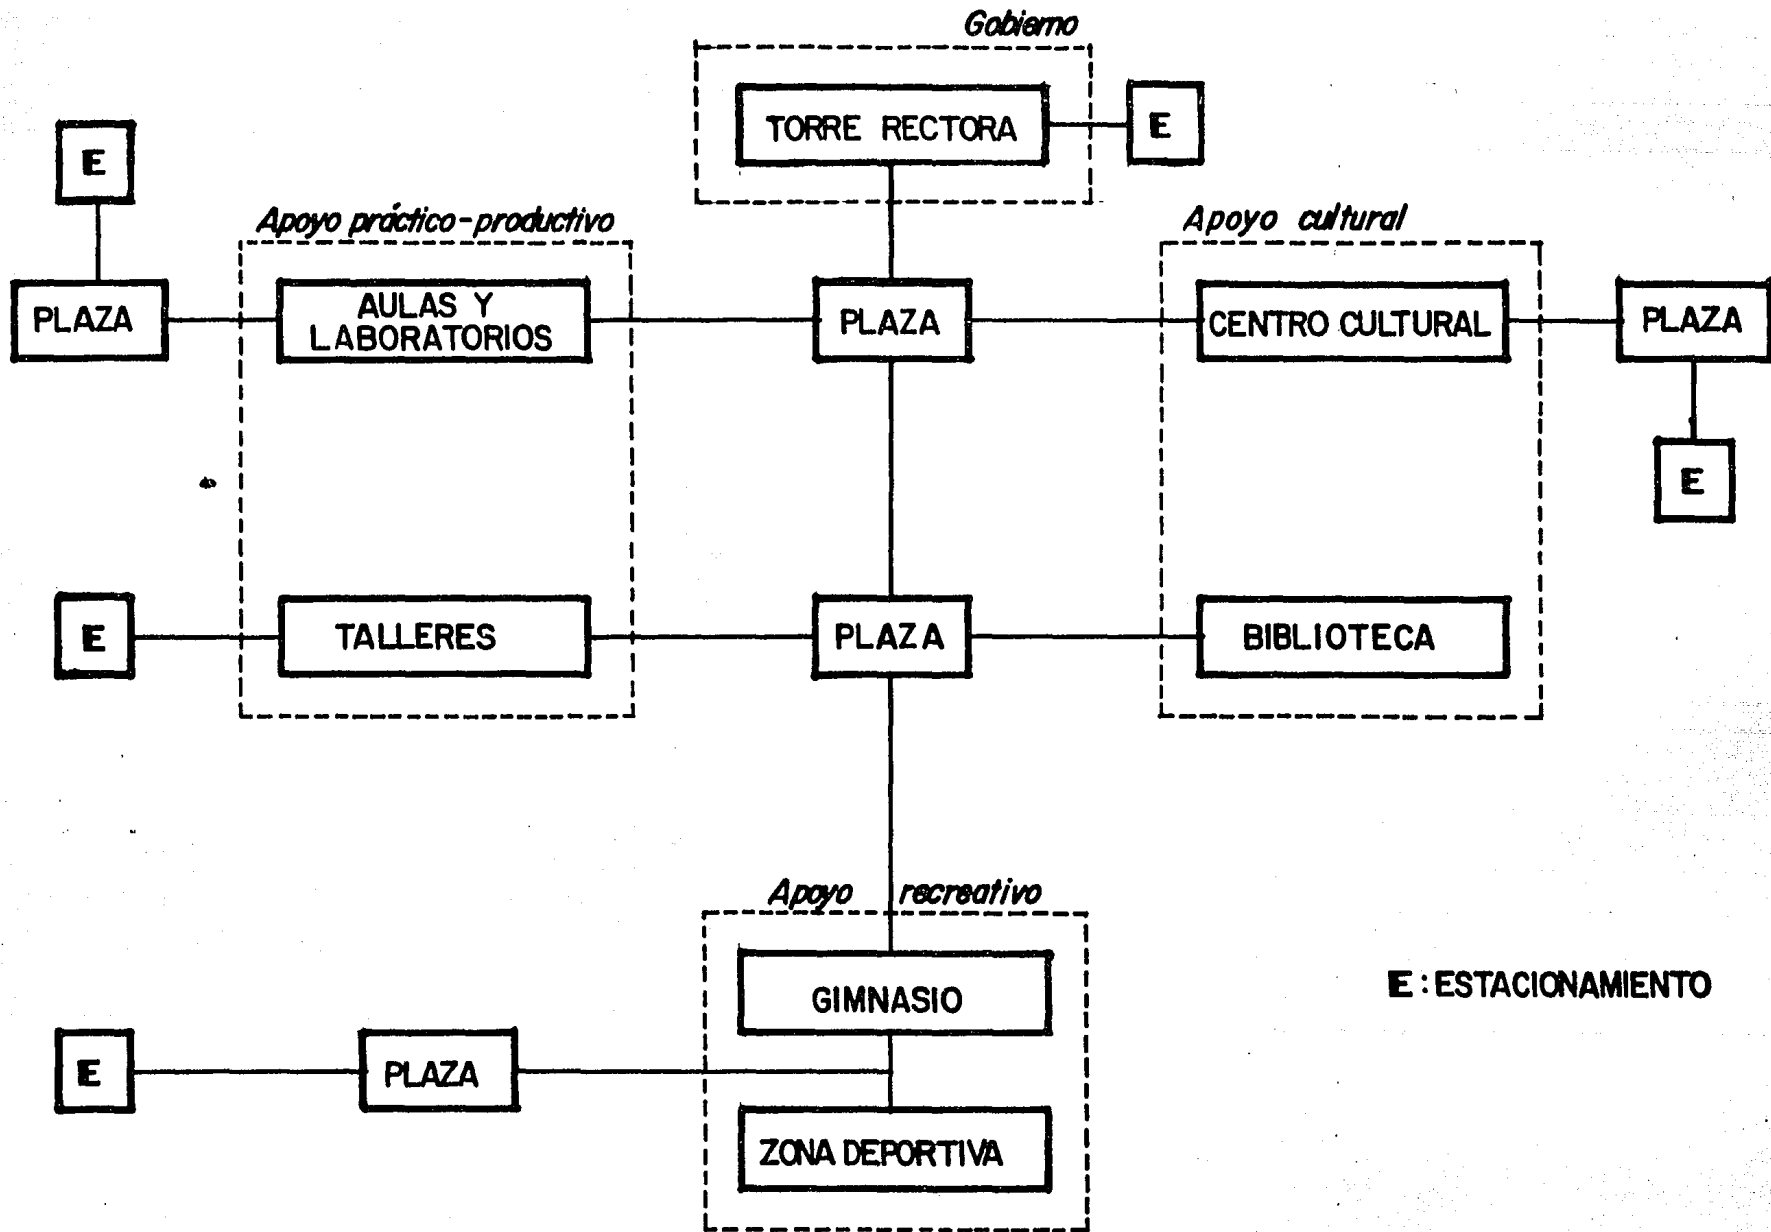 Gobierno
TORRE RECTORA
E
E
Apoyo práctico-productivo
Apoyo cultural
PLAZA
AULAS Y
LABORATORIOS
PLAZA
CENTRO CULTURAL
PLAZA
E
E
TALLERES
PLAZA
BIBLIOTECA
Apoyo recreativo
GIMNASIO
E : ESTACIONAMIENTO
E
PLAZA
ZONA DEPORTIVA